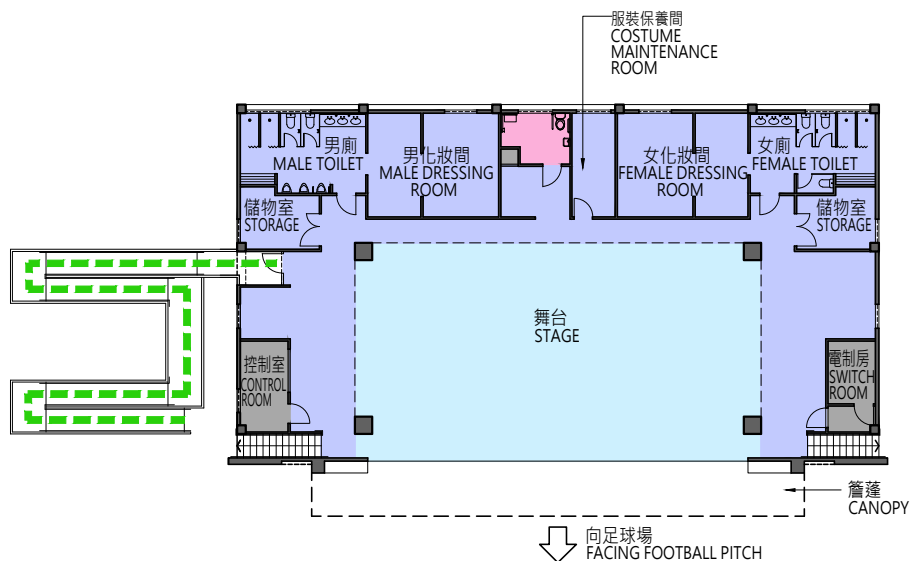 服裝保養間
COSTUME
MAINTENANCE
ROOM
男廁
MALE TOILET
男化妝間
MALE DRESSING
ROOM
女化妝間
FEMALE DRESSING
ROOM
女廁
FEMALE TOILET
儲物室
STORAGE
儲物室
STORAGE
舞台
STAGE
控制室
CONTROL
ROOM
電制房
SWITCH
ROOM
簷蓬
CANOPY
向足球場
FACING FOOTBALL PITCH